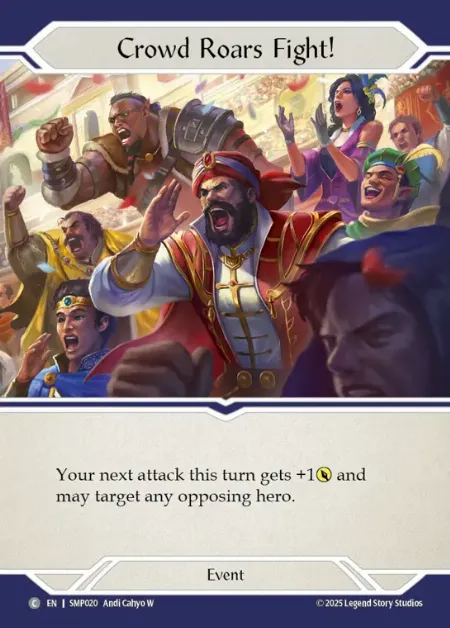 Crowd Roars Fight!
Your next attack this turn gets +1 and
may target any opposing hero.
Event
C EN | SMP020 Andi Cahyo W © 2025 Legend Story Studios